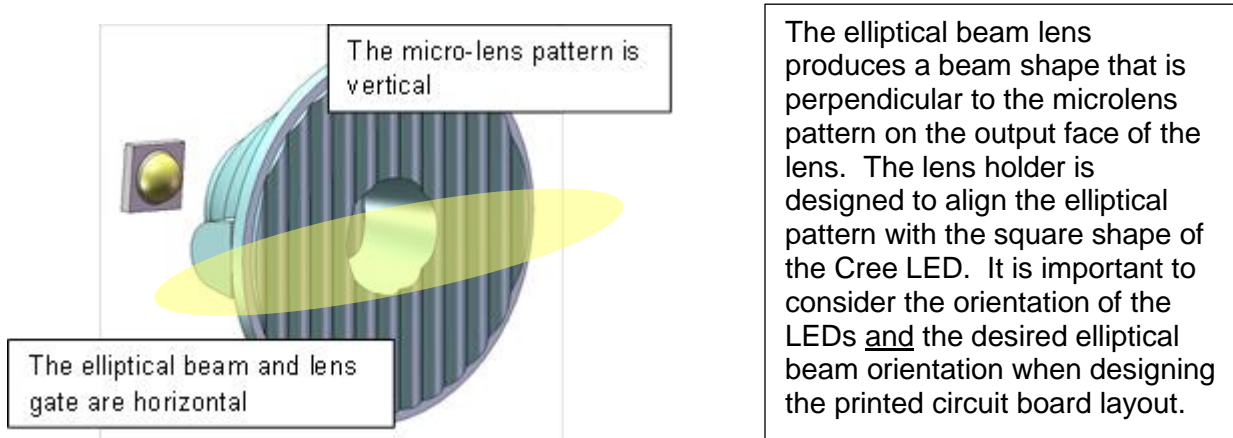 The micro-lens pattern is
vertical
The elliptical beam and lens
gate are horizontal
The elliptical beam lens
produces a beam shape that is
perpendicular to the microlens
pattern on the output face of the
lens.  The lens holder is
designed to align the elliptical
pattern with the square shape of
the Cree LED.  It is important to
consider the orientation of the
LEDs and the desired elliptical
beam orientation when designing
the printed circuit board layout.